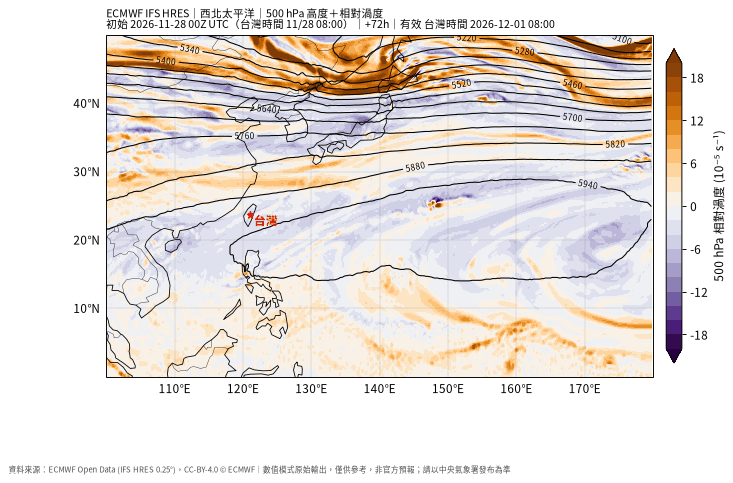 ECMWF IFS HRES｜西北太平洋｜500 hPa 高度＋相對渦度
初始 2026-11-28 00Z UTC（台灣時間 11/28 08:00）｜+72h｜有效 台灣時間 2026-12-01 08:00
5100
5220
5340
5280
5400
5520
5460
5640
5700
5760
5820
5880
5940
台灣
40°N
30°N
20°N
10°N
110°E
120°E
130°E
140°E
150°E
160°E
170°E
18
12
6
0
-6
-12
-18
500 hPa 相對渦度 (10⁻⁵ s⁻¹)
資料來源：ECMWF Open Data (IFS HRES 0.25°)，CC-BY-4.0 © ECMWF｜數值模式原始輸出，僅供參考，非官方預報；請以中央氣象署發布為準